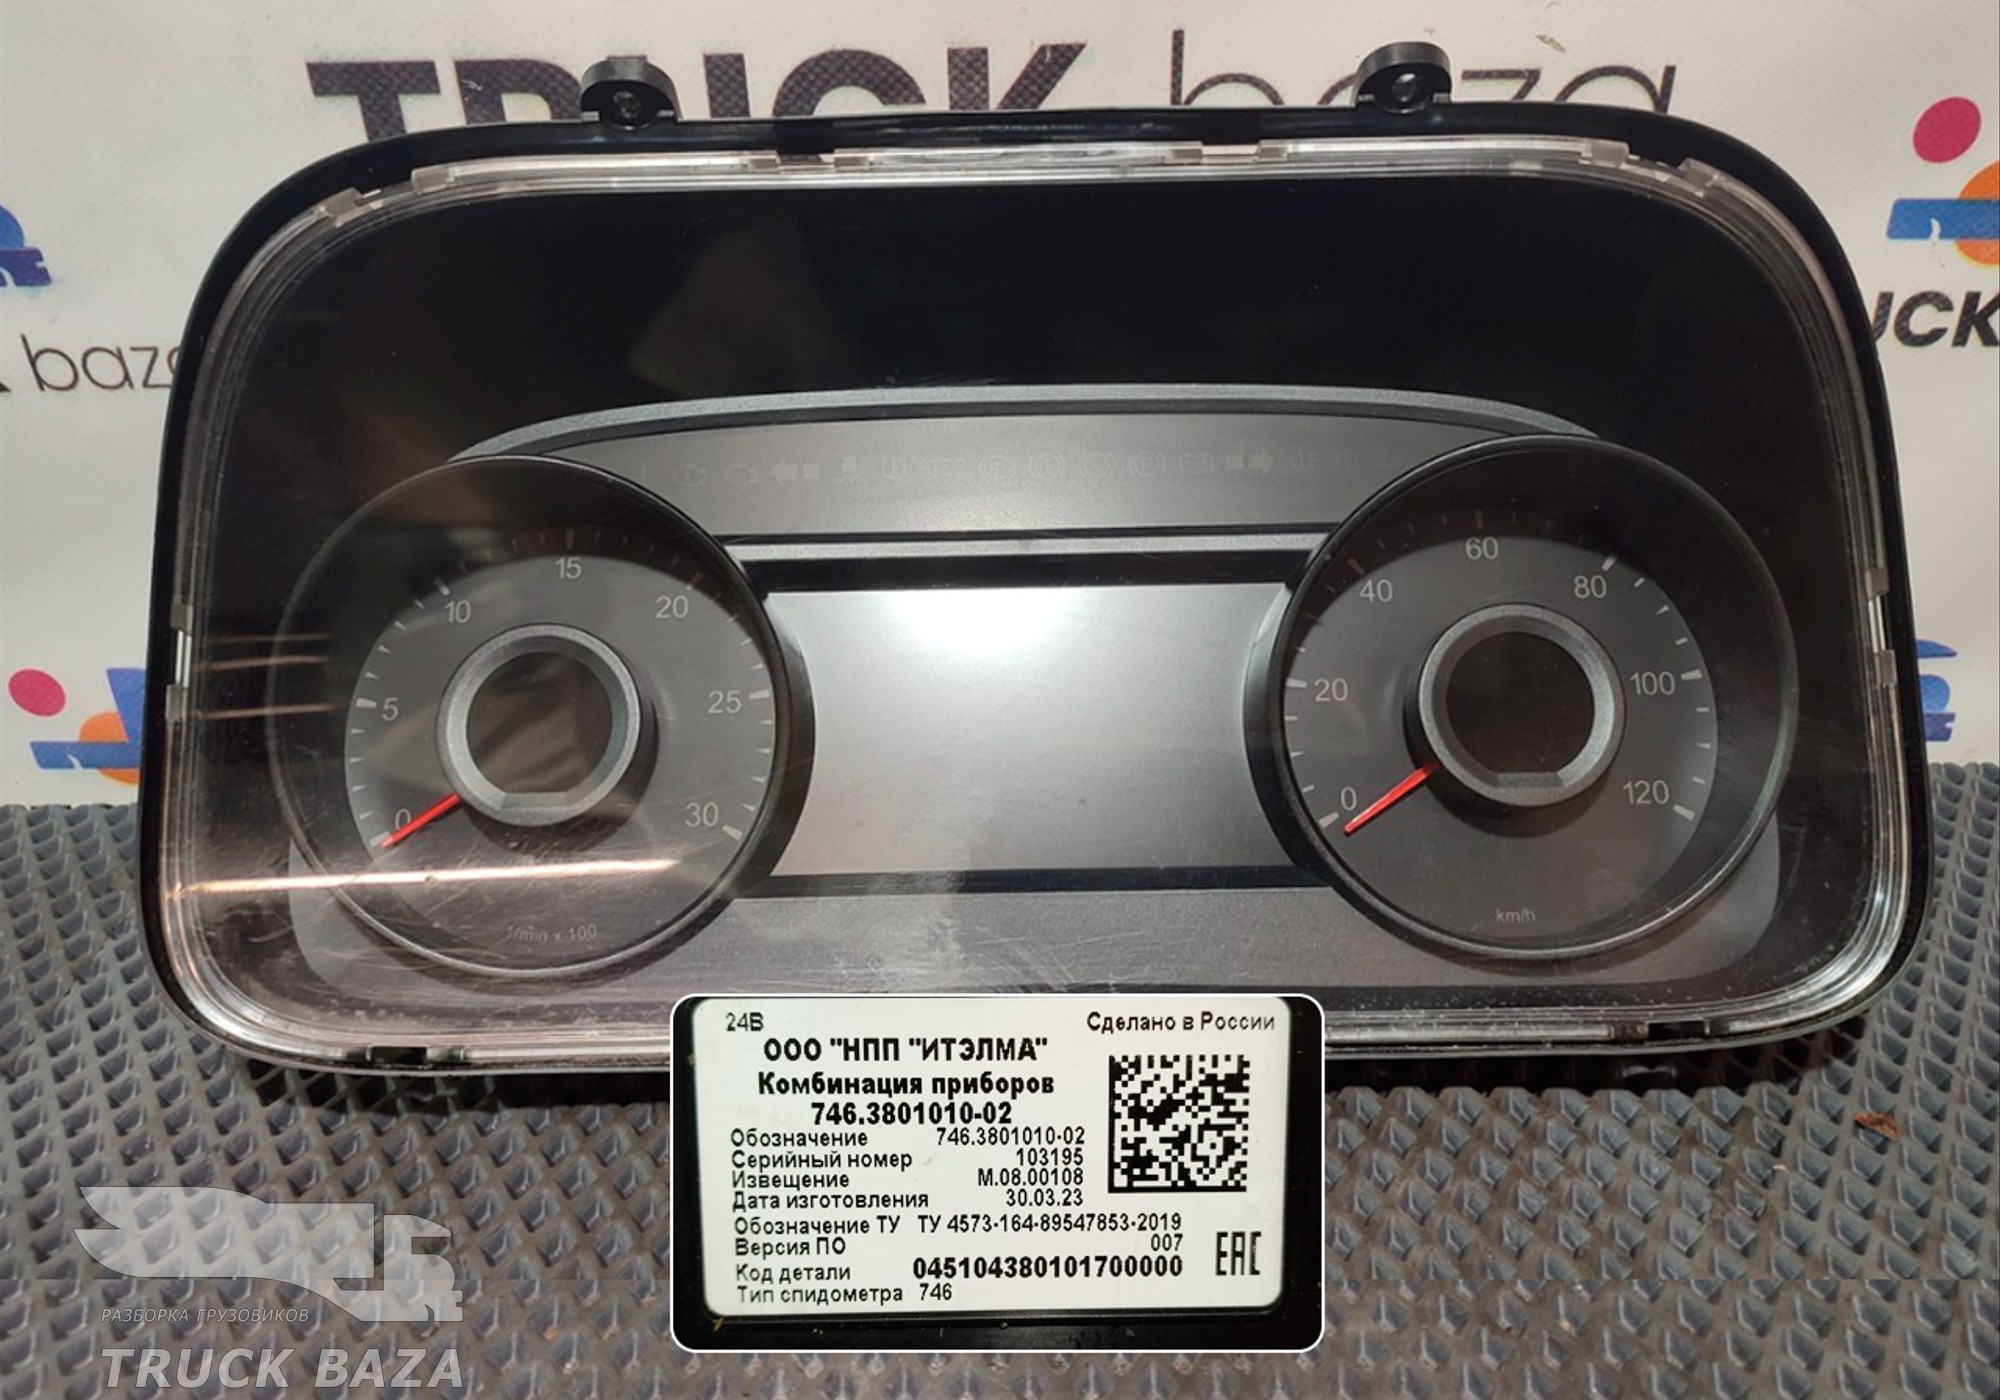 TRUCK baza
baza
UCK
15
10
20
5
25
0
30
1/min x 100
60
40
80
20
100
0
120
km/h
24В
Сделано в России
ООО "НПП "ИТЭЛМА"
Комбинация приборов
746.3801010-02
Обозначение 746.3801010-02
Серийный номер 103195
Извещение М.08.00108
Дата изготовления 30.03.23
Обозначение ТУ ТУ 4573-164-89547853-2019
Версия ПО 007
Код детали 045104380101700000
Тип спидометра 746
EAC
РАЗБОРКА ГРУЗОВИКОВ
TRUCK BAZA